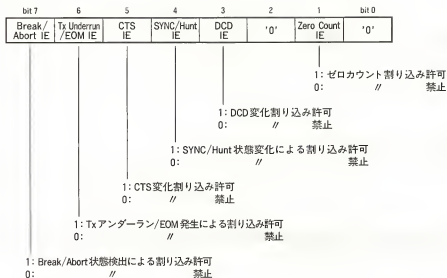 bit 7 6 5 4 3 2 1 bit 0
Break/
Abort IE
Tx Underrun
/EOM IE
CTS
IE
SYNC/Hunt
IE
DCD
IE
'0'
Zero Count
IE
'0'
1: ゼロカウント割り込み許可
0: 〃 禁止
1: DCD変化割り込み許可
0: 〃 禁止
1: SYNC/Hunt状態変化による割り込み許可
0: 〃 禁止
1: CTS変化割り込み許可
0: 〃 禁止
1: Txアンダーラン/EOM発生による割り込み許可
0: 〃 禁止
1: Break/Abort状態検出による割り込み許可
0: 〃 禁止